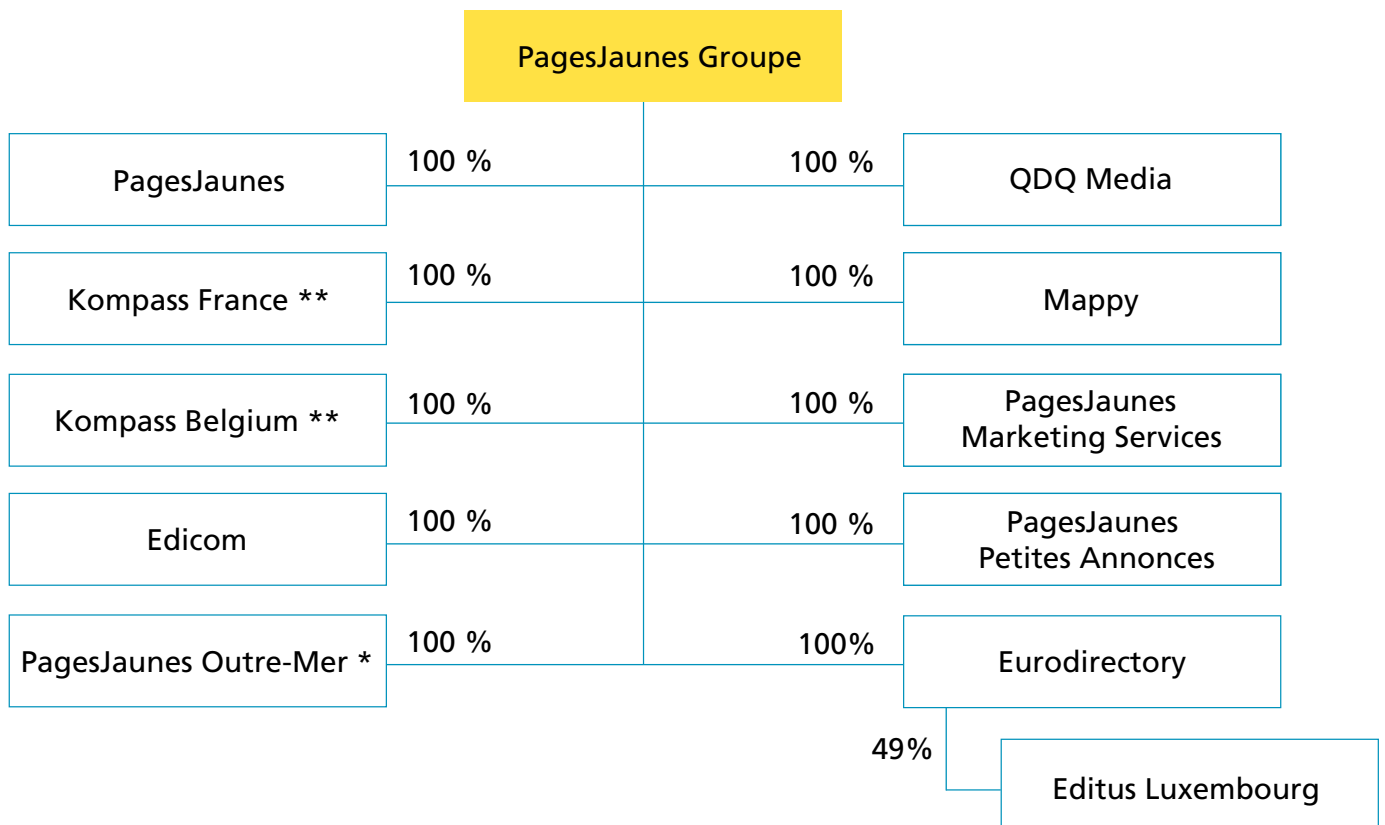 PagesJaunes Groupe
100 %
100 %
PagesJaunes
QDQ Media
100 %
100 %
Kompass France **
Mappy
100 %
100 %
Kompass Belgium **
PagesJaunes
Marketing Services
100 %
100 %
Edicom
PagesJaunes
Petites Annonces
100 %
100%
PagesJaunes Outre-Mer *
Eurodirectory
49%
Editus Luxembourg